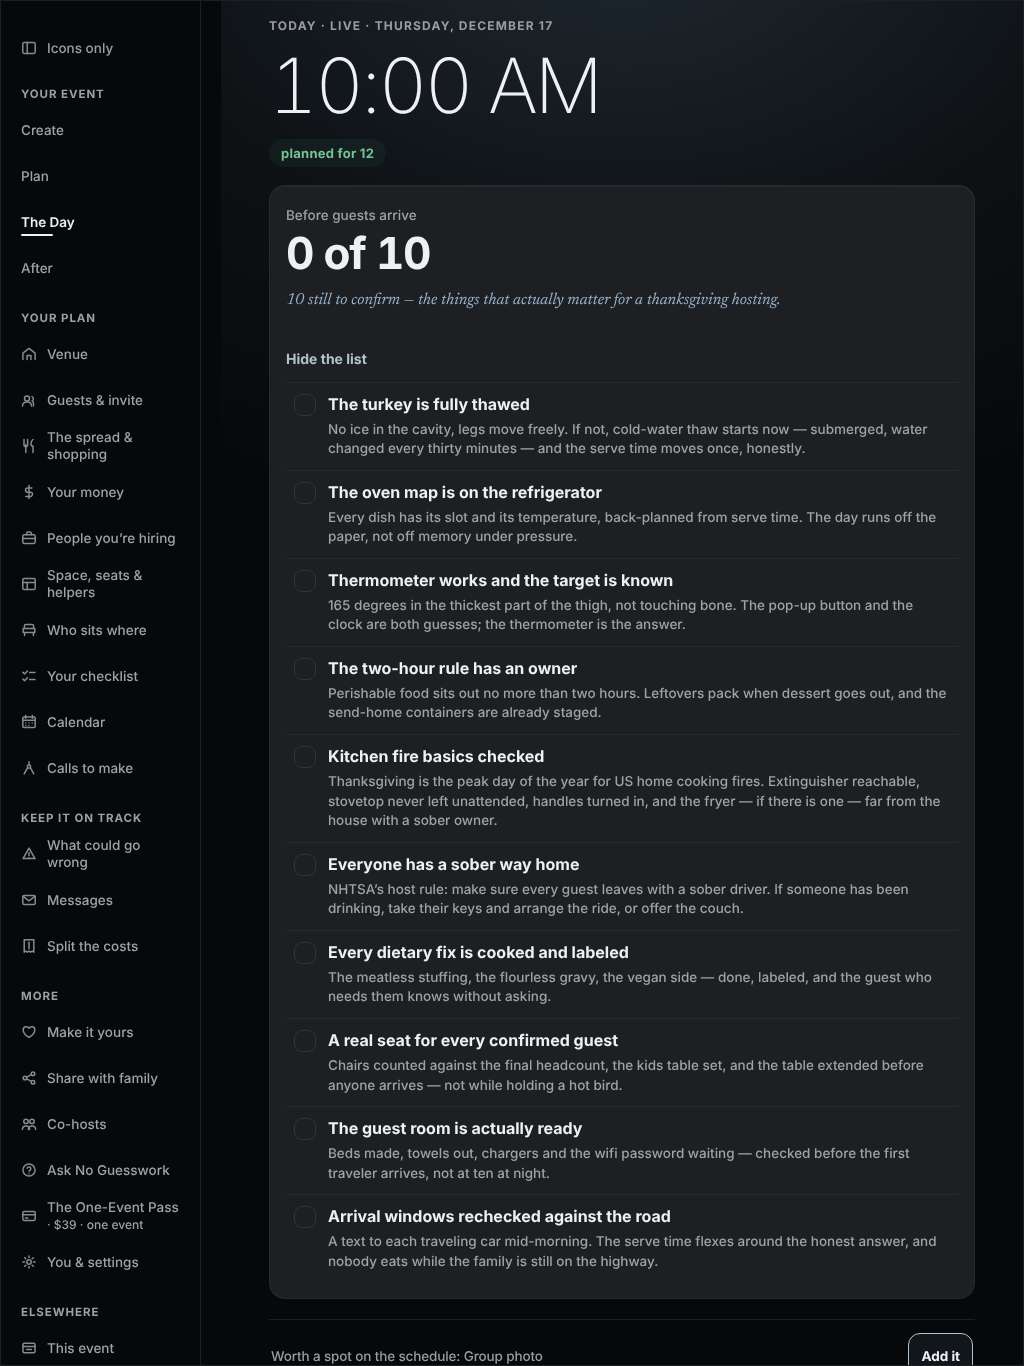 Icons only
YOUR EVENT
Create
Plan
The Day
After
YOUR PLAN
Venue
Guests & invite
The spread &
shopping
Your money
People you're hiring
Space, seats &
helpers
Who sits where
Your checklist
Calendar
Calls to make
KEEP IT ON TRACK
What could go
wrong
Messages
Split the costs
MORE
Make it yours
Share with family
Co-hosts
Ask No Guesswork
The One-Event Pass
· $39 · one event
You & settings
ELSEWHERE
This event
TODAY · LIVE · THURSDAY, DECEMBER 17
10:00 AM
planned for 12
Before guests arrive
0 of 10
10 still to confirm – the things that actually matter for a thanksgiving hosting.
Hide the list
The turkey is fully thawed
No ice in the cavity, legs move freely. If not, cold-water thaw starts now — submerged, water
changed every thirty minutes — and the serve time moves once, honestly.
The oven map is on the refrigerator
Every dish has its slot and its temperature, back-planned from serve time. The day runs off the
paper, not off memory under pressure.
Thermometer works and the target is known
165 degrees in the thickest part of the thigh, not touching bone. The pop-up button and the
clock are both guesses; the thermometer is the answer.
The two-hour rule has an owner
Perishable food sits out no more than two hours. Leftovers pack when dessert goes out, and the
send-home containers are already staged.
Kitchen fire basics checked
Thanksgiving is the peak day of the year for US home cooking fires. Extinguisher reachable,
stovetop never left unattended, handles turned in, and the fryer — if there is one — far from the
house with a sober owner.
Everyone has a sober way home
NHTSA's host rule: make sure every guest leaves with a sober driver. If someone has been
drinking, take their keys and arrange the ride, or offer the couch.
Every dietary fix is cooked and labeled
The meatless stuffing, the flourless gravy, the vegan side — done, labeled, and the guest who
needs them knows without asking.
A real seat for every confirmed guest
Chairs counted against the final headcount, the kids table set, and the table extended before
anyone arrives — not while holding a hot bird.
The guest room is actually ready
Beds made, towels out, chargers and the wifi password waiting — checked before the first
traveler arrives, not at ten at night.
Arrival windows rechecked against the road
A text to each traveling car mid-morning. The serve time flexes around the honest answer, and
nobody eats while the family is still on the highway.
Worth a spot on the schedule: Group photo
Add it